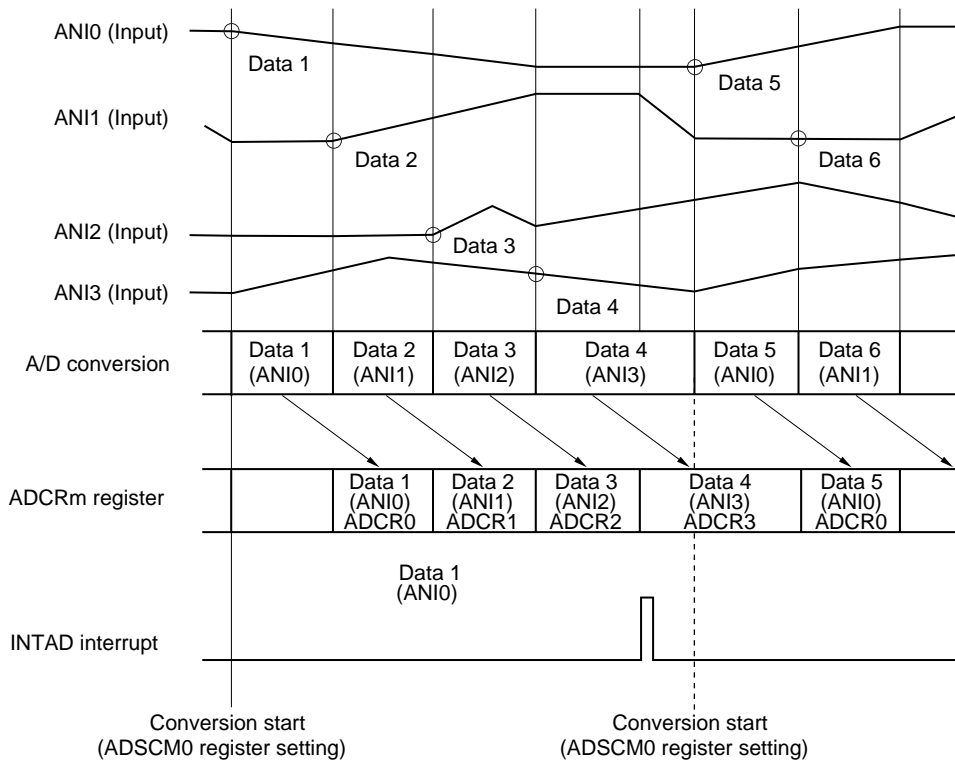 ANI0 (Input)
Data 1
Data 5
ANI1 (Input)
Data 2
Data 6
ANI2 (Input)
Data 3
ANI3 (Input)
Data 4
A/D conversion
Data 1
(ANI0)
Data 2
(ANI1)
Data 3
(ANI2)
Data 4
(ANI3)
Data 5
(ANI0)
Data 6
(ANI1)
ADCRm register
Data 1
(ANI0)
ADCR0
Data 2
(ANI1)
ADCR1
Data 3
(ANI2)
ADCR2
Data 4
(ANI3)
ADCR3
Data 5
(ANI0)
ADCR0
Data 1
(ANI0)
INTAD interrupt
Conversion start
(ADSCM0 register setting)
Conversion start
(ADSCM0 register setting)